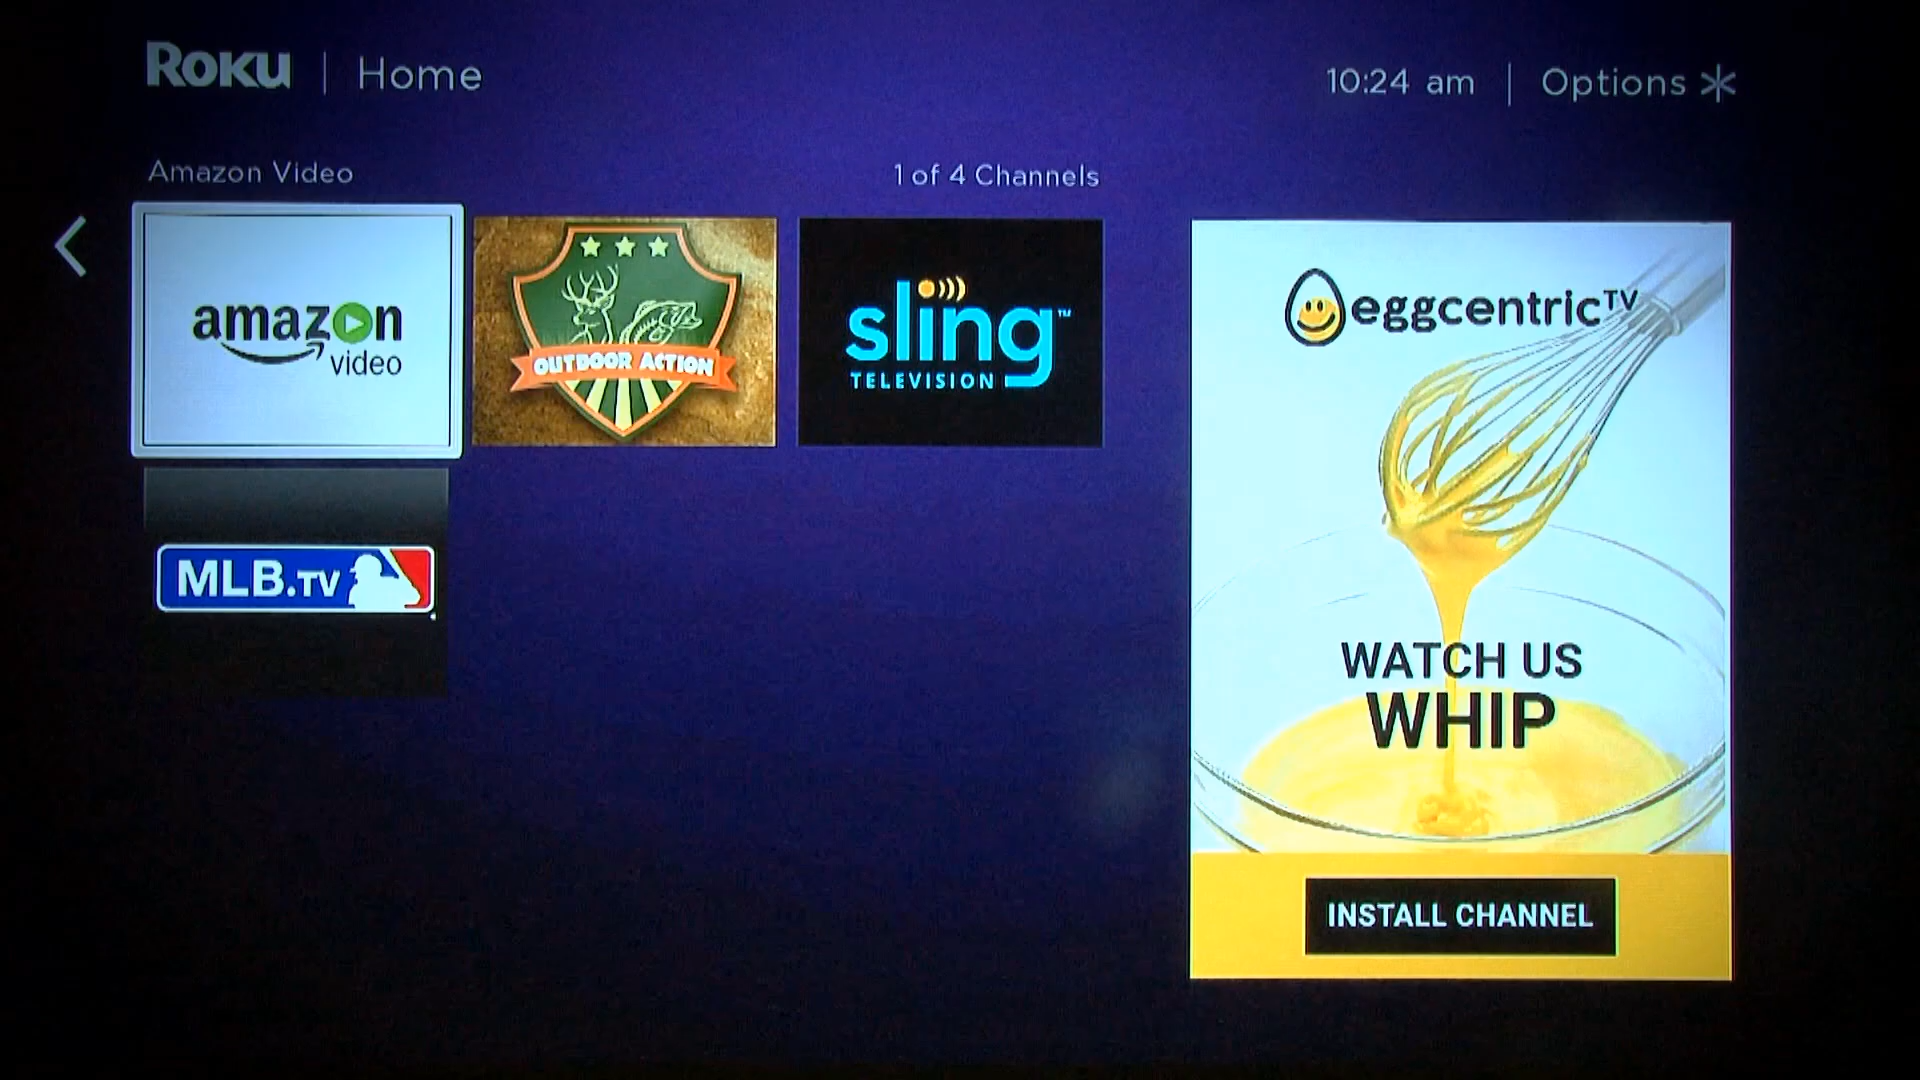 Roku | Home
10:24 am | Options
Amazon Video
1 of 4 Channels
amazon
video
OUTDOOR ACTION
sling™
TELEVISION
MLB.TV
eggcentricTV
WATCH US
WHIP
INSTALL CHANNEL